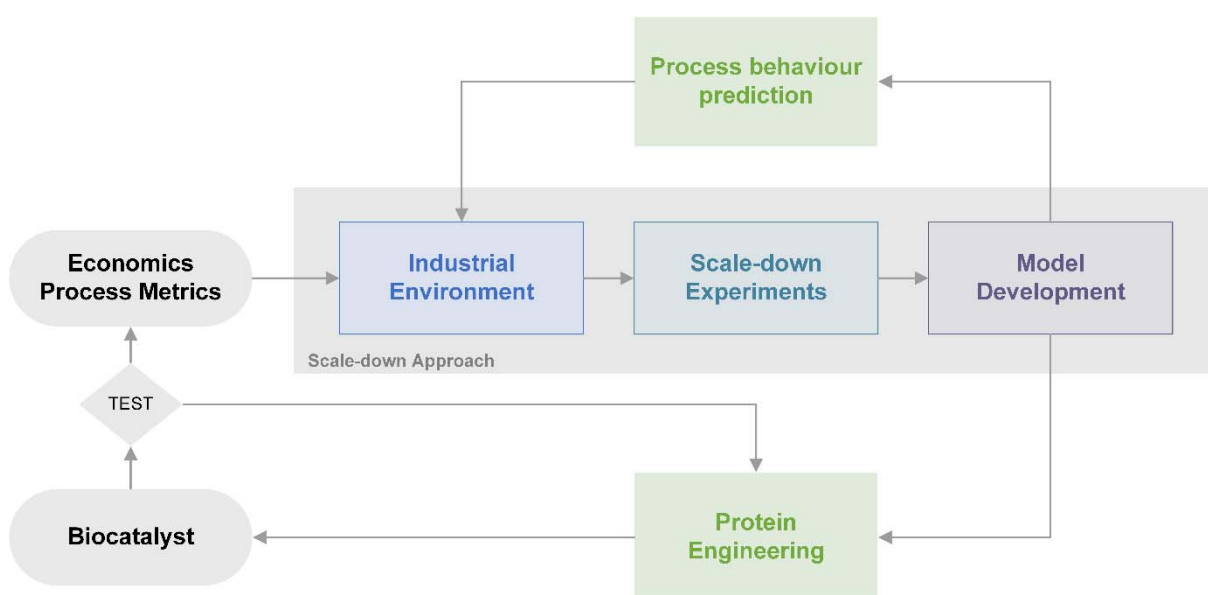 Process behaviour
prediction
Economics
Process Metrics
Industrial
Environment
Scale-down
Experiments
Model
Development
Scale-down Approach
TEST
Biocatalyst
Protein
Engineering